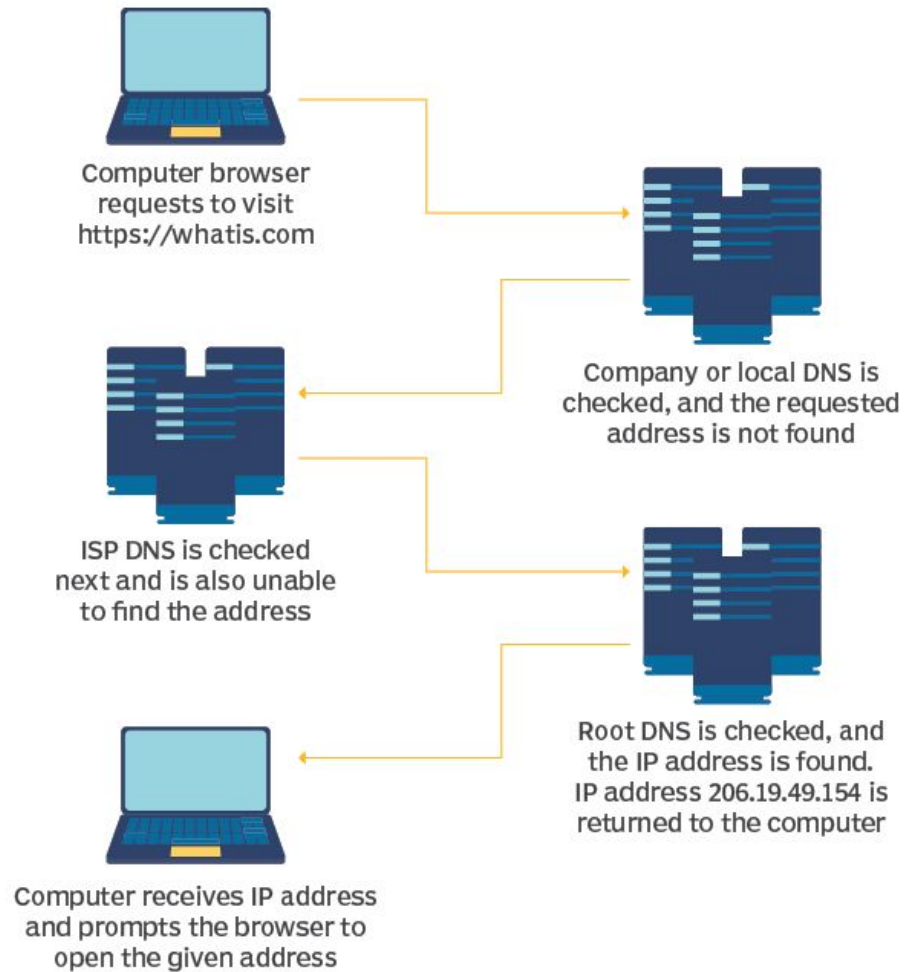 Computer browser
requests to visit
https://whatis.com
Company or local DNS is
checked, and the requested
address is not found
ISP DNS is checked
next and is also unable
to find the address
Root DNS is checked, and
the IP address is found.
IP address 206.19.49.154 is
returned to the computer
Computer receives IP address
and prompts the browser to
open the given address